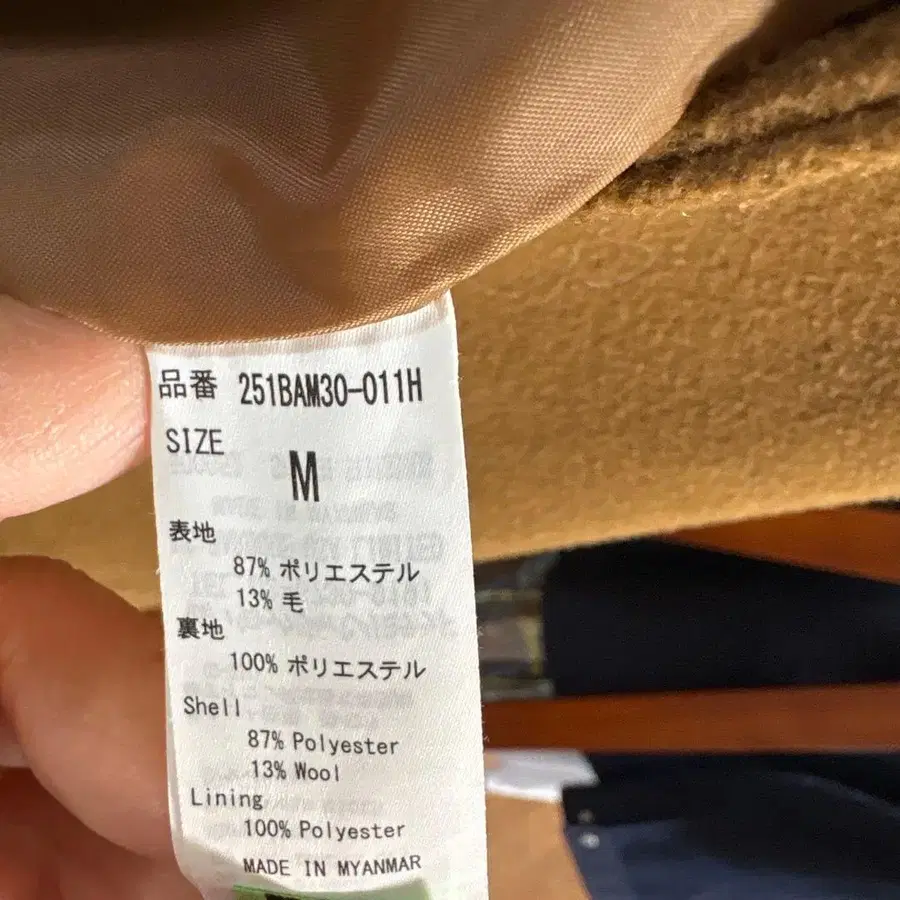 品番 251BAM30-011H
SIZE
M
表地
87% ポリエステル
13% 毛
裏地
100% ポリエステル
Shell
87% Polyester
13% Wool
Lining
100% Polyester
MADE IN MYANMAR